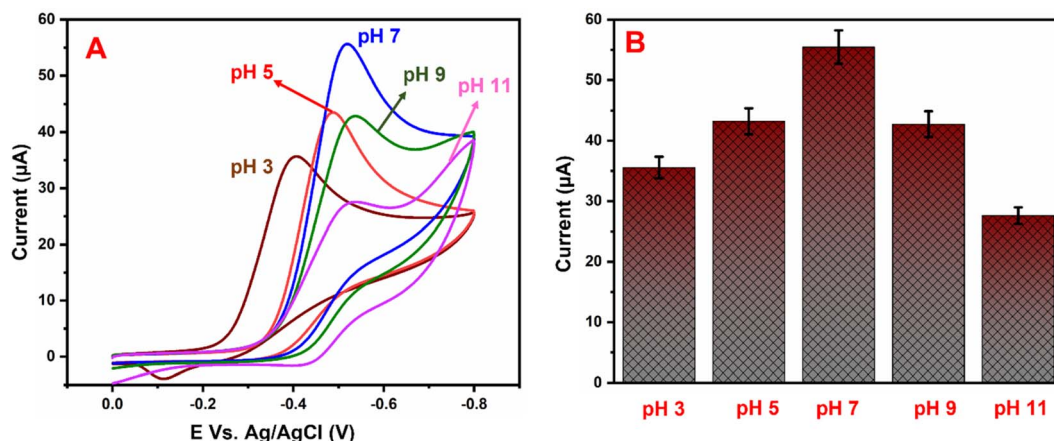 A
pH 7
pH 5
pH 9
pH 11
pH 3
60
50
40
30
20
10
0
Current (µA)
0.0 -0.2 -0.4 -0.6 -0.8
E Vs. Ag/AgCl (V)
B
60
50
40
30
20
10
0
Current (µA)
pH 3 pH 5 pH 7 pH 9 pH 11